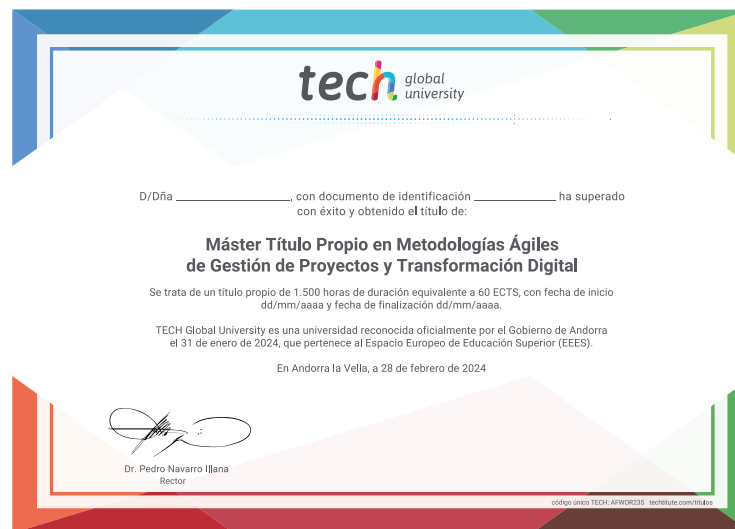 tech global university
D/Dña ______________, con documento de identificación __________ ha superado
con éxito y obtenido el título de:
Máster Título Propio en Metodologías Ágiles
de Gestión de Proyectos y Transformación Digital
Se trata de un título propio de 1.500 horas de duración equivalente a 60 ECTS, con fecha de inicio
dd/mm/aaaa y fecha de finalización dd/mm/aaaa.
TECH Global University es una universidad reconocida oficialmente por el Gobierno de Andorra
el 31 de enero de 2024, que pertenece al Espacio Europeo de Educación Superior (EEES).
En Andorra la Vella, a 28 de febrero de 2024
Dr. Pedro Navarro Illana
Rector
código único TECH: AFWOR23S techtitute.com/titulos